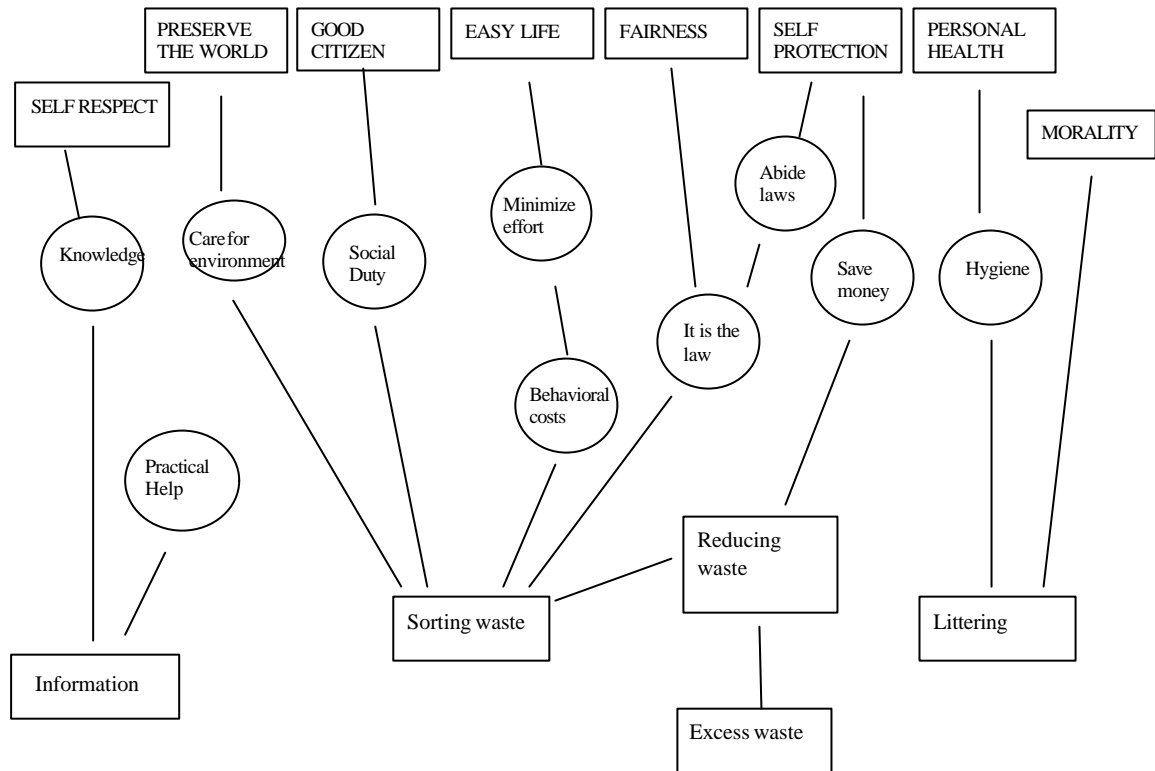 PRESERVE
THE WORLD
GOOD
CITIZEN
EASY LIFE
FAIRNESS
SELF
PROTECTION
PERSONAL
HEALTH
SELF RESPECT
MORALITY
Abide
laws
Minimize
effort
Knowledge
Care for
environment
Social
Duty
Save
money
Hygiene
It is the
law
Behavioral
costs
Practical
Help
Reducing
waste
Sorting waste
Littering
Information
Excess waste